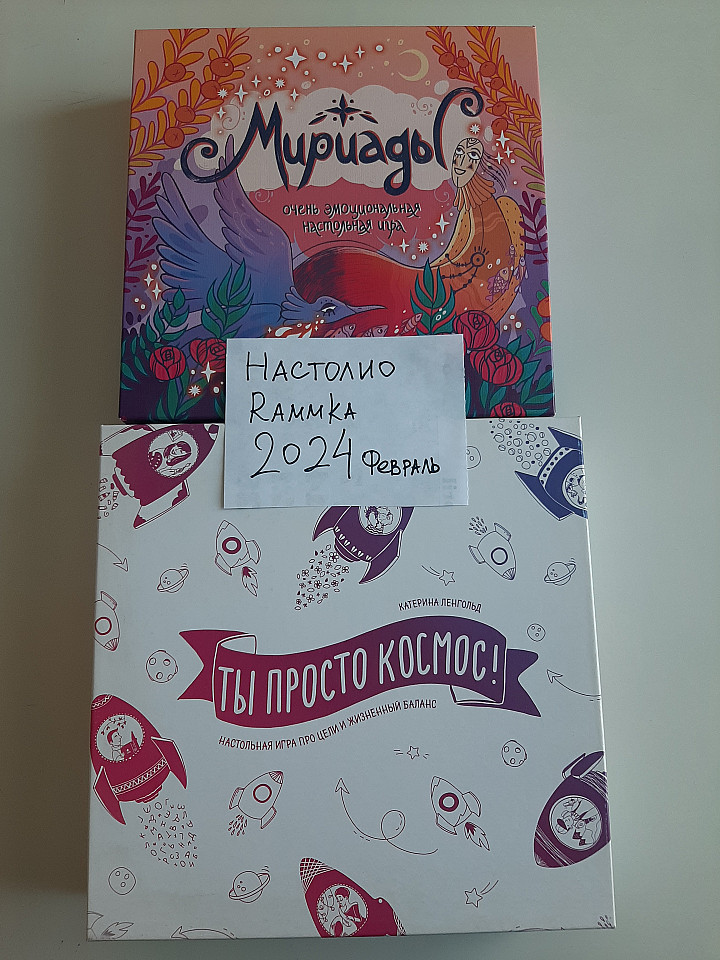 Мириады
очень эмоциональная
настольная игра
НАСТОЛИО
RАММКА
2024 ФЕВРАЛЬ
КАТЕРИНА ЛЕНГОЛЬД
ТЫ ПРОСТО КОСМОС!
НАСТОЛЬНАЯ ИГРА ПРО ЦЕЛИ И ЖИЗНЕННЫЙ БАЛАНС